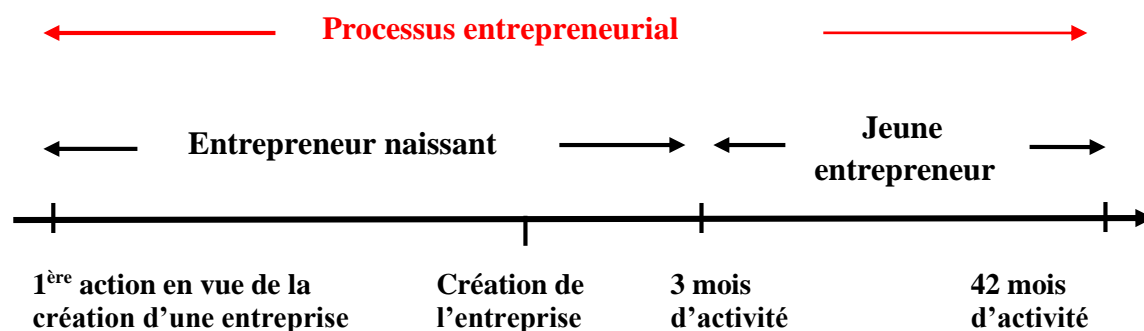 Processus entrepreneurial
Entrepreneur naissant
Jeune
entrepreneur
1ère action en vue de la
création d’une entreprise
Création de
l’entreprise
3 mois
d’activité
42 mois
d’activité